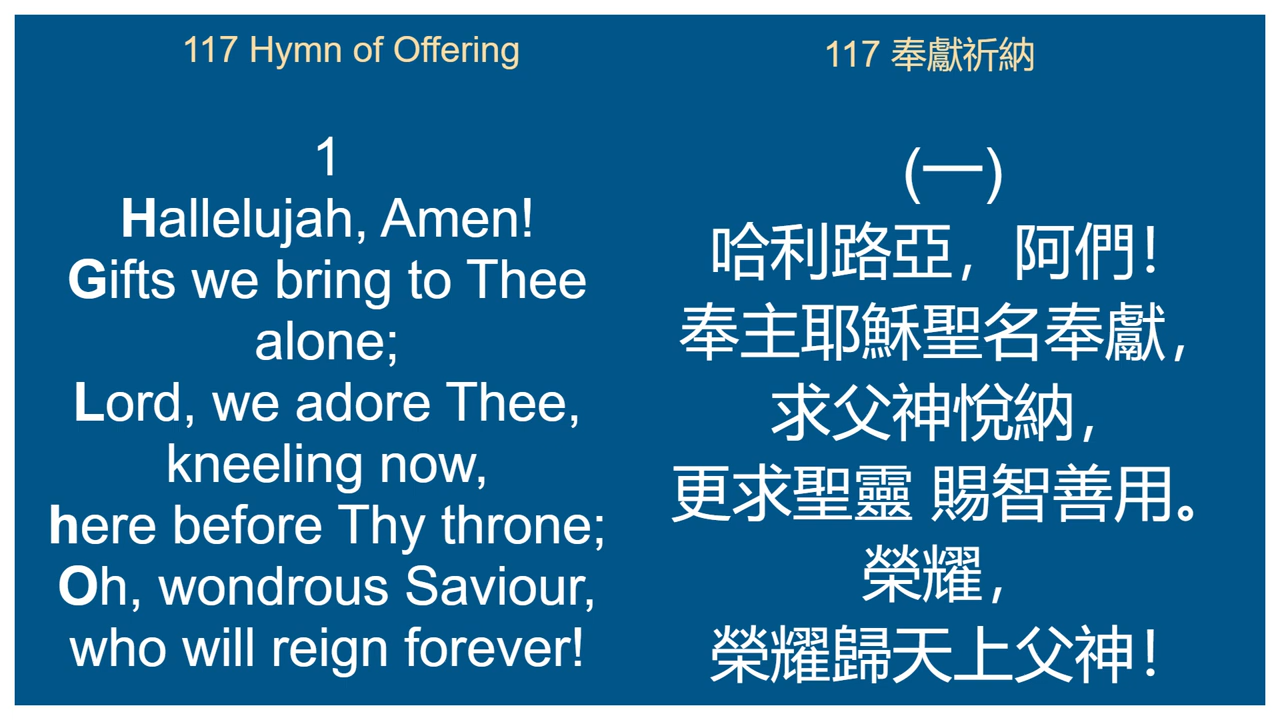 117 Hymn of Offering
1
Hallelujah, Amen!
Gifts we bring to Thee
alone;
Lord, we adore Thee,
kneeling now,
here before Thy throne;
Oh, wondrous Saviour,
who will reign forever!
117 奉獻祈納
(一)
哈利路亞，阿們！
奉主耶穌聖名奉獻，
求父神悅納，
更求聖靈 賜智善用。
榮耀，
榮耀歸天上父神！